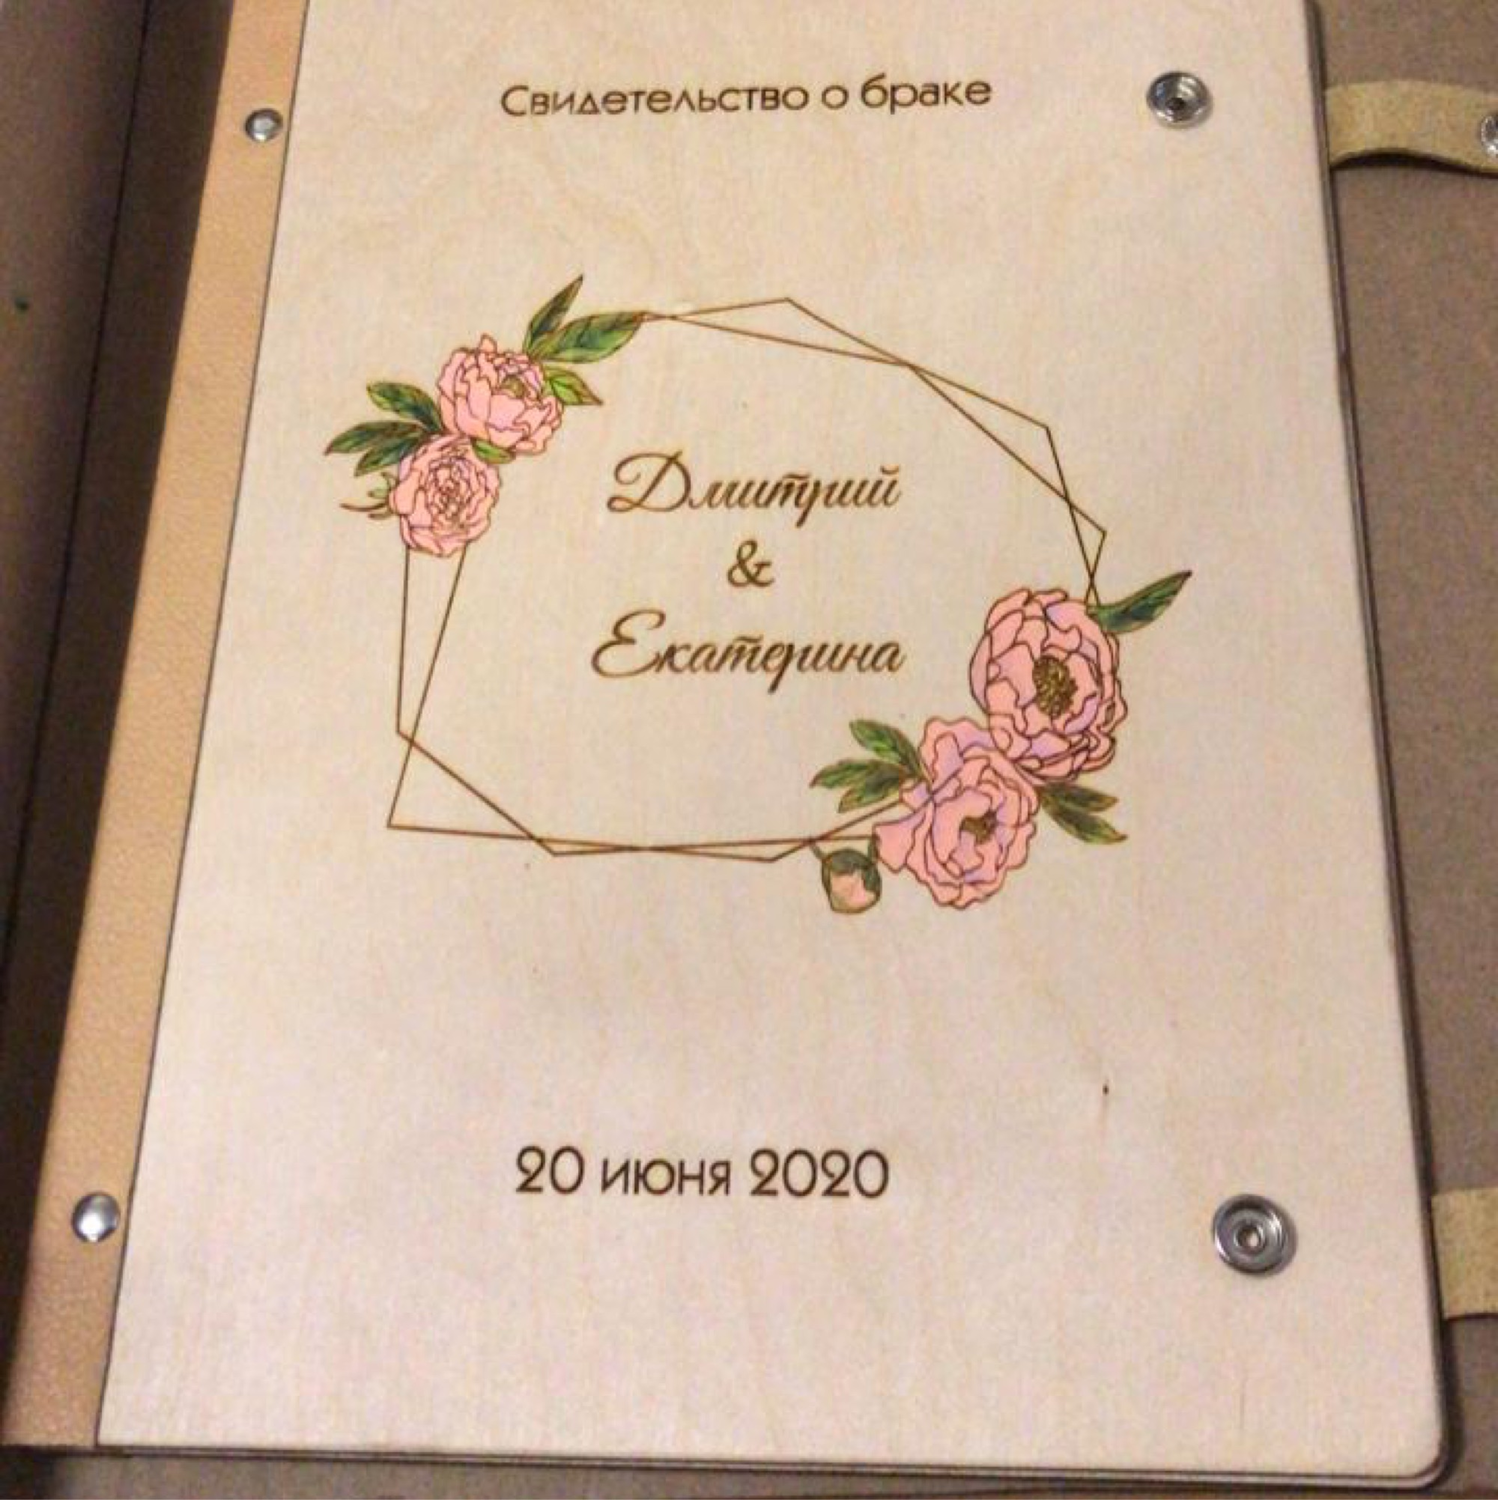 Свидетельство о браке
Дмитрий
&
Екатерина
20 июня 2020